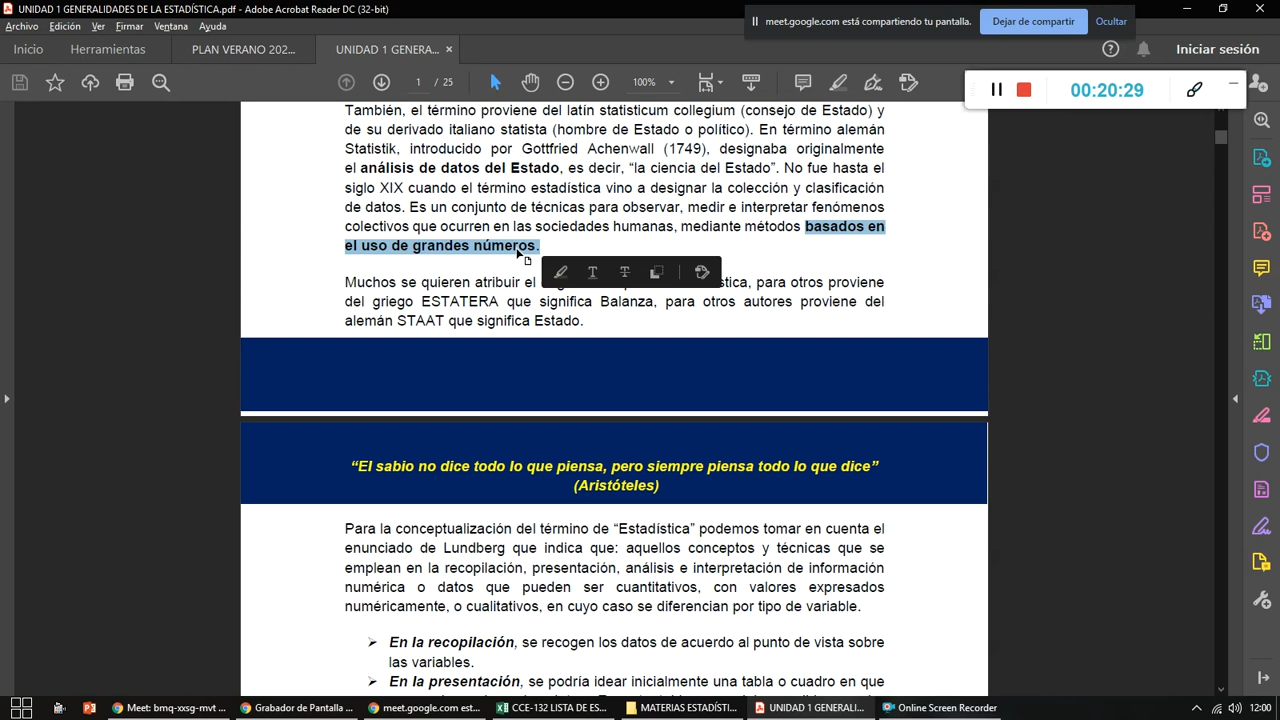 UNIDAD 1 GENERALIDADES DE LA ESTADÍSTICA.pdf - Adobe Acrobat Reader DC (32-bit)
meet.google.com está compartiendo tu pantalla. Dejar de compartir Ocultar
Archivo Edición Ver Firmar Ventana Ayuda
Inicio Herramientas PLAN VERANO 202... UNIDAD 1 GENERA... × Iniciar sesión
1 / 25 100% 00:20:29
También, el término proviene del latín statisticum collegium (consejo de Estado) y
de su derivado italiano statista (hombre de Estado o político). En término alemán
Statistik, introducido por Gottfried Achenwall (1749), designaba originalmente
el análisis de datos del Estado, es decir, “la ciencia del Estado”. No fue hasta el
siglo XIX cuando el término estadística vino a designar la colección y clasificación
de datos. Es un conjunto de técnicas para observar, medir e interpretar fenómenos
colectivos que ocurren en las sociedades humanas, mediante métodos basados en
el uso de grandes números.
Muchos se quieren atribuir el stica, para otros proviene
del griego ESTATERA que significa Balanza, para otros autores proviene del
alemán STAAT que significa Estado.
“El sabio no dice todo lo que piensa, pero siempre piensa todo lo que dice”
(Aristóteles)
Para la conceptualización del término de “Estadística” podemos tomar en cuenta el
enunciado de Lundberg que indica que: aquellos conceptos y técnicas que se
emplean en la recopilación, presentación, análisis e interpretación de información
numérica o datos que pueden ser cuantitativos, con valores expresados
numéricamente, o cualitativos, en cuyo caso se diferencian por tipo de variable.
➢ En la recopilación, se recogen los datos de acuerdo al punto de vista sobre
las variables.
➢ En la presentación, se podría idear inicialmente una tabla o cuadro en que
Meet: bmq-xxsg-mvt ... Grabador de Pantalla ... meet.google.com est... CCE-132 LISTA DE ES... MATERIAS ESTADÍSTI... UNIDAD 1 GENERALI... Online Screen Recorder 12:00